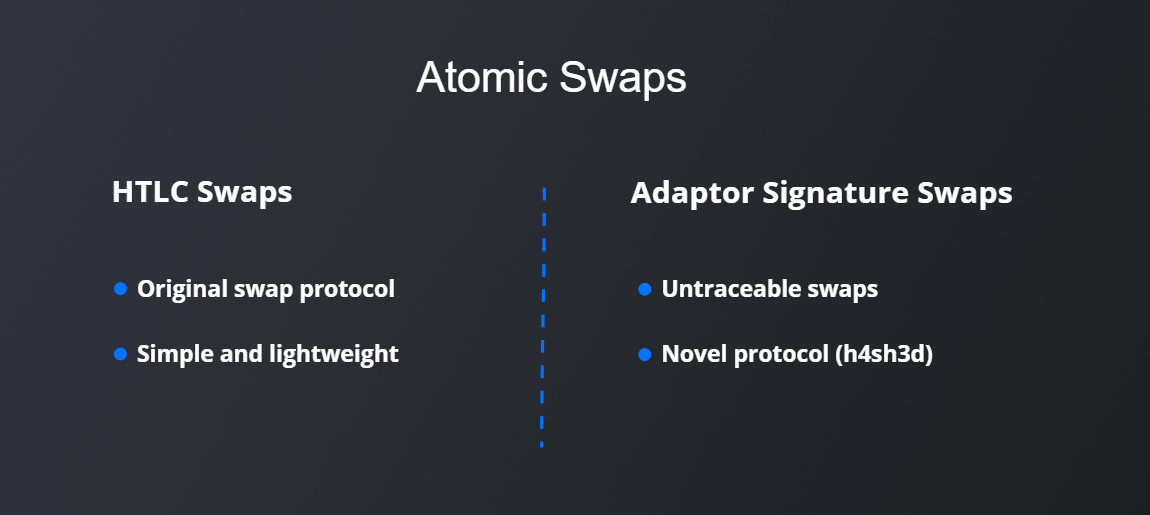 Atomic Swaps
HTLC Swaps
Original swap protocol
Simple and lightweight
Adaptor Signature Swaps
Untraceable swaps
Novel protocol (h4sh3d)